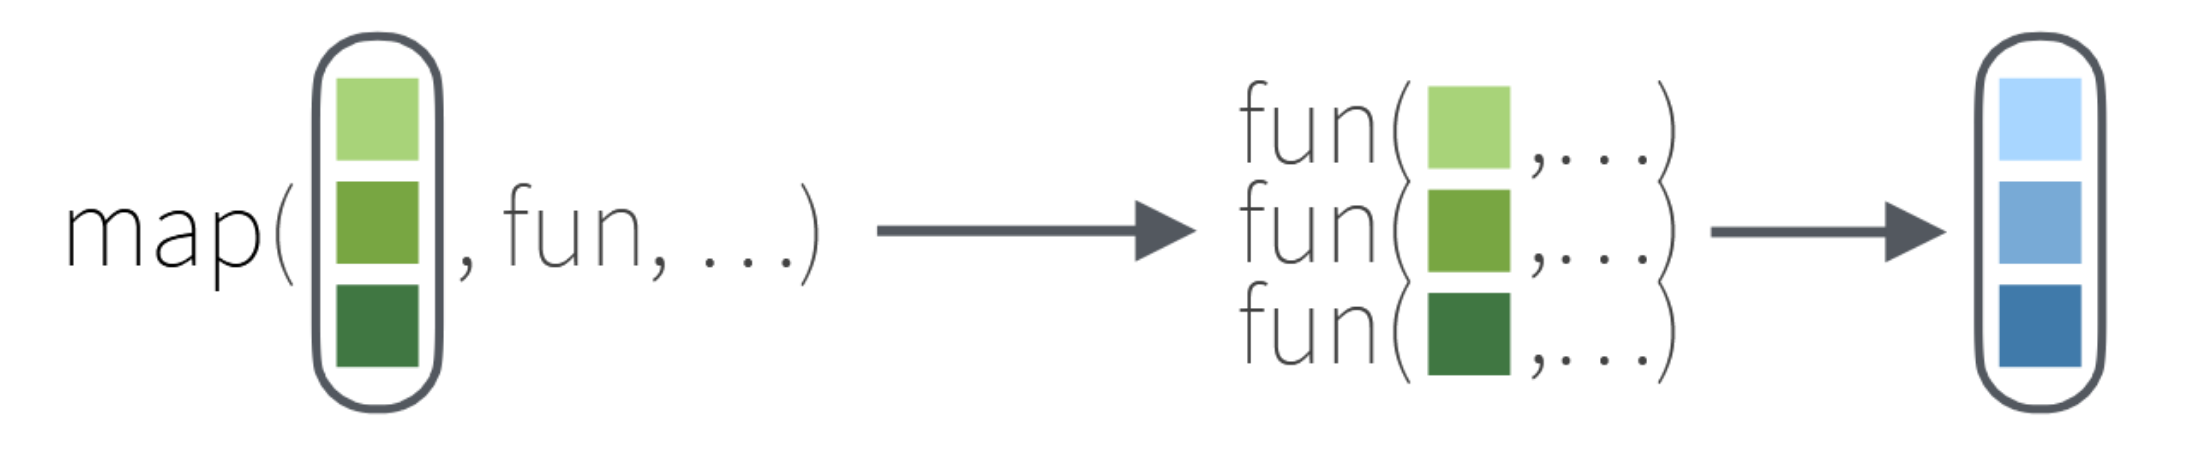 map( , fun, ...)
fun( ,...)
fun( ,...)
fun( ,...)